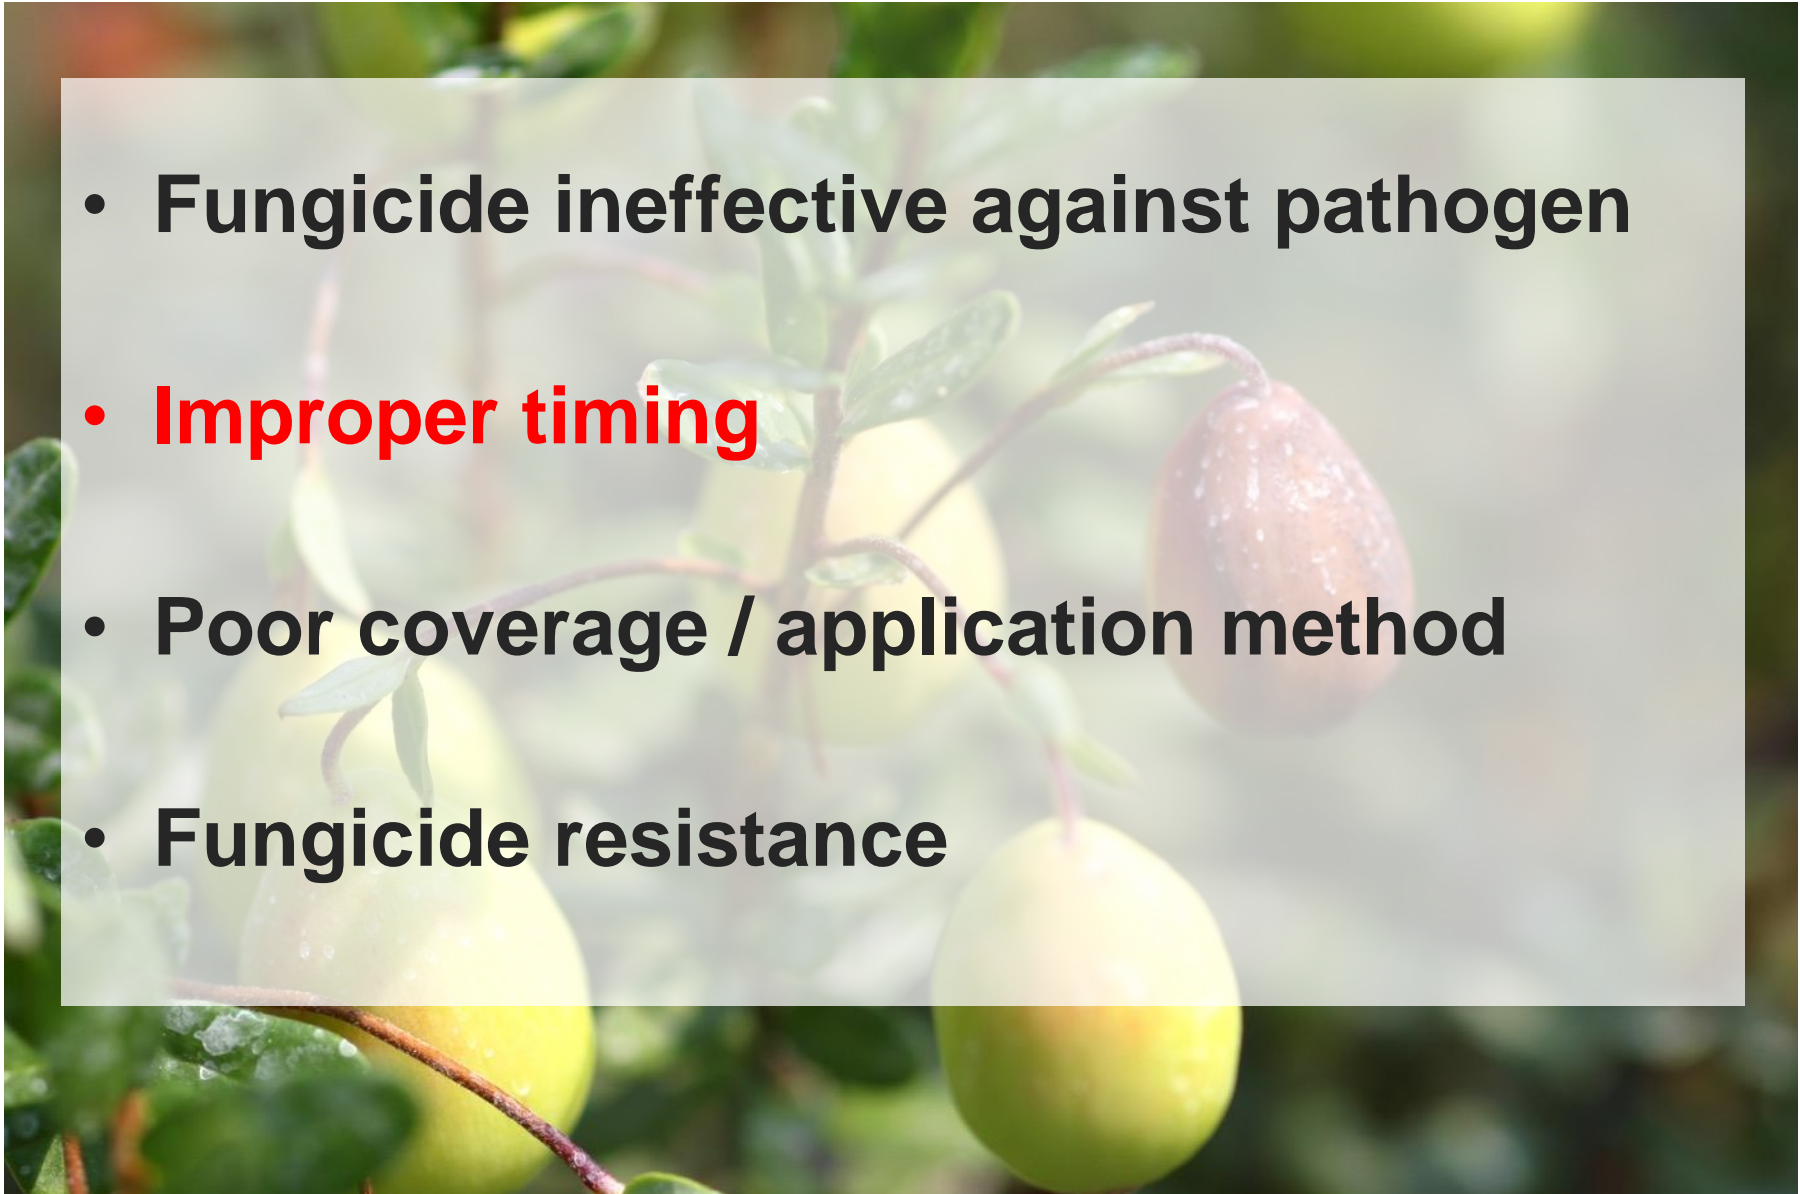 • Fungicide ineffective against pathogen
• Improper timing
• Poor coverage / application method
• Fungicide resistance